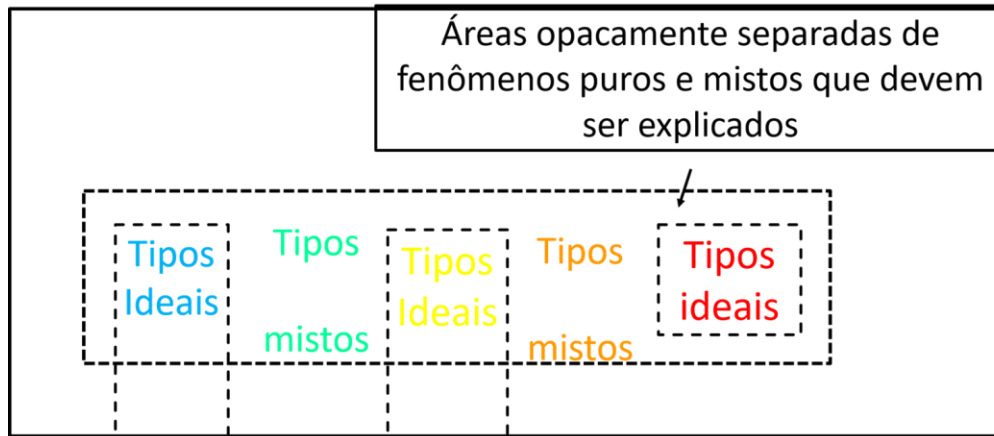 Áreas opacamente separadas de
fenômenos puros e mistos que devem
ser explicados
Tipos
Ideais
Tipos
mistos
Tipos
Ideais
Tipos
mistos
Tipos
ideais